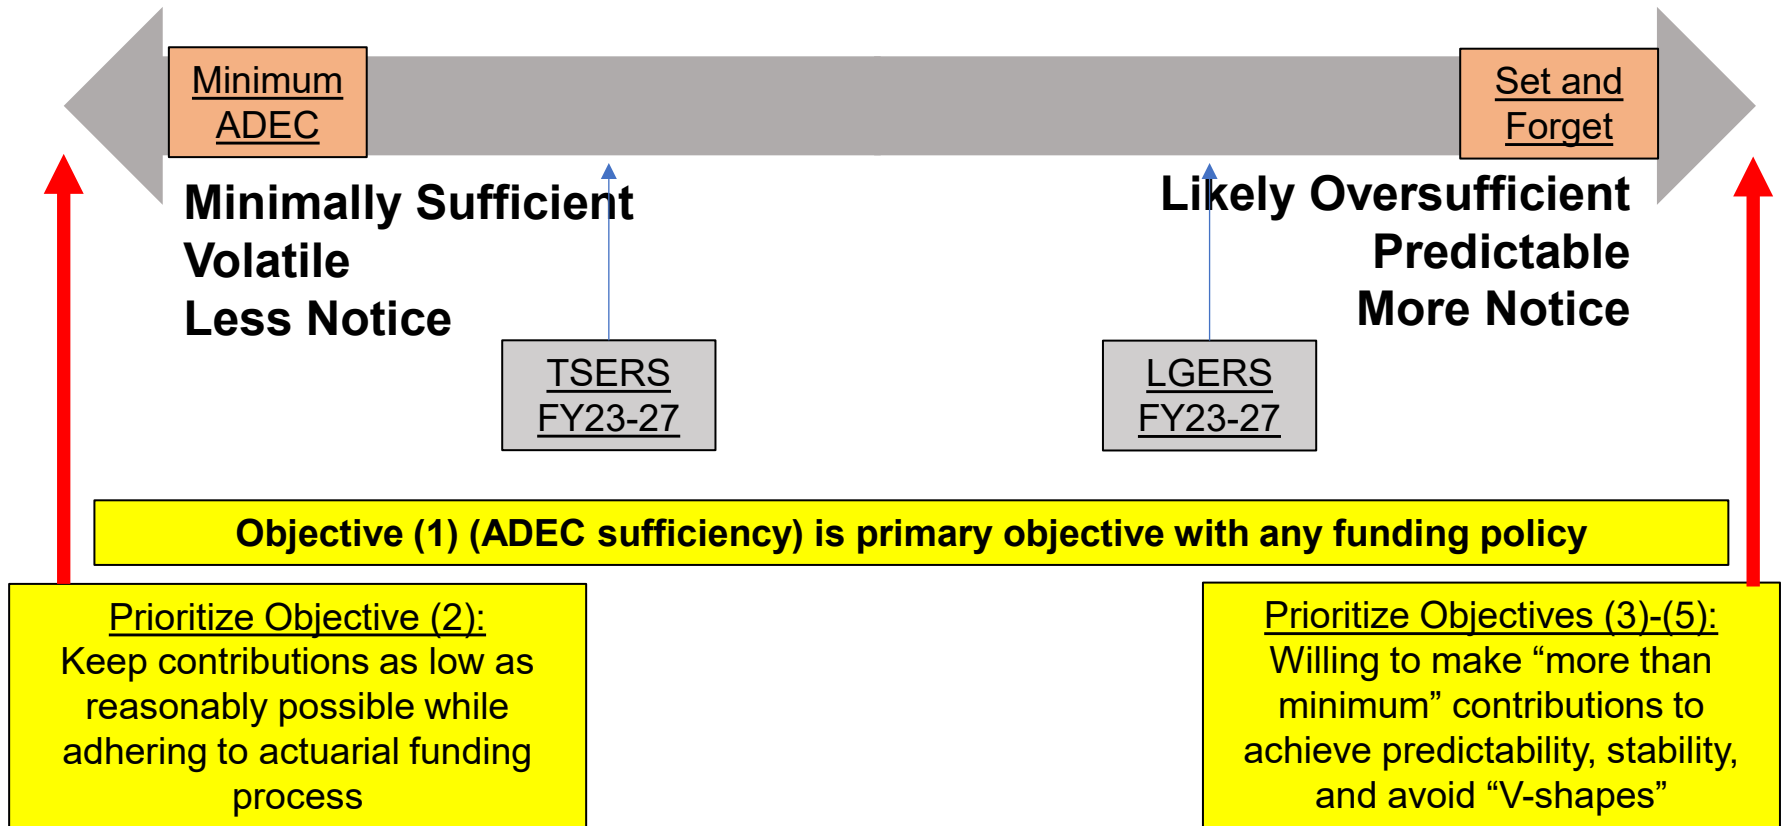 Minimum
ADEC
Set and
Forget
Minimally Sufficient
Volatile
Less Notice
Likely Oversufficient
Predictable
More Notice
TSERS
FY23-27
LGERS
FY23-27
Objective (1) (ADEC sufficiency) is primary objective with any funding policy
Prioritize Objective (2):
Keep contributions as low as
reasonably possible while
adhering to actuarial funding
process
Prioritize Objectives (3)-(5):
Willing to make “more than
minimum” contributions to
achieve predictability, stability,
and avoid “V-shapes”